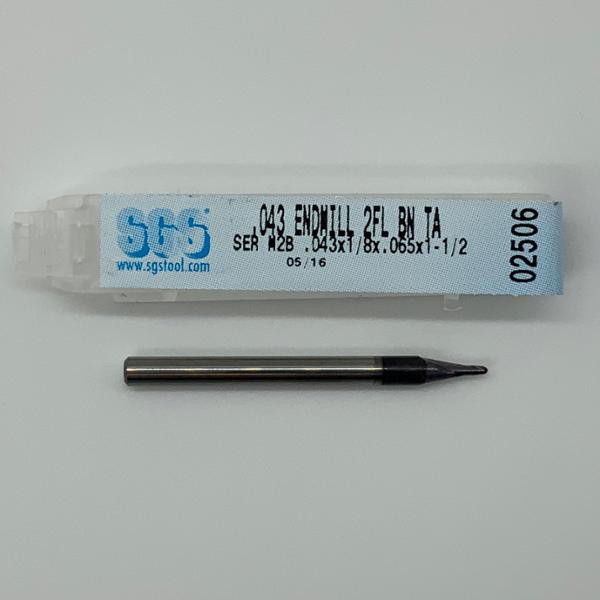 SGS
www.sgstool.com
.043 ENDMILL 2FL BN TA
SER M2B .043x1/8x.065x1-1/2
05/16
02506